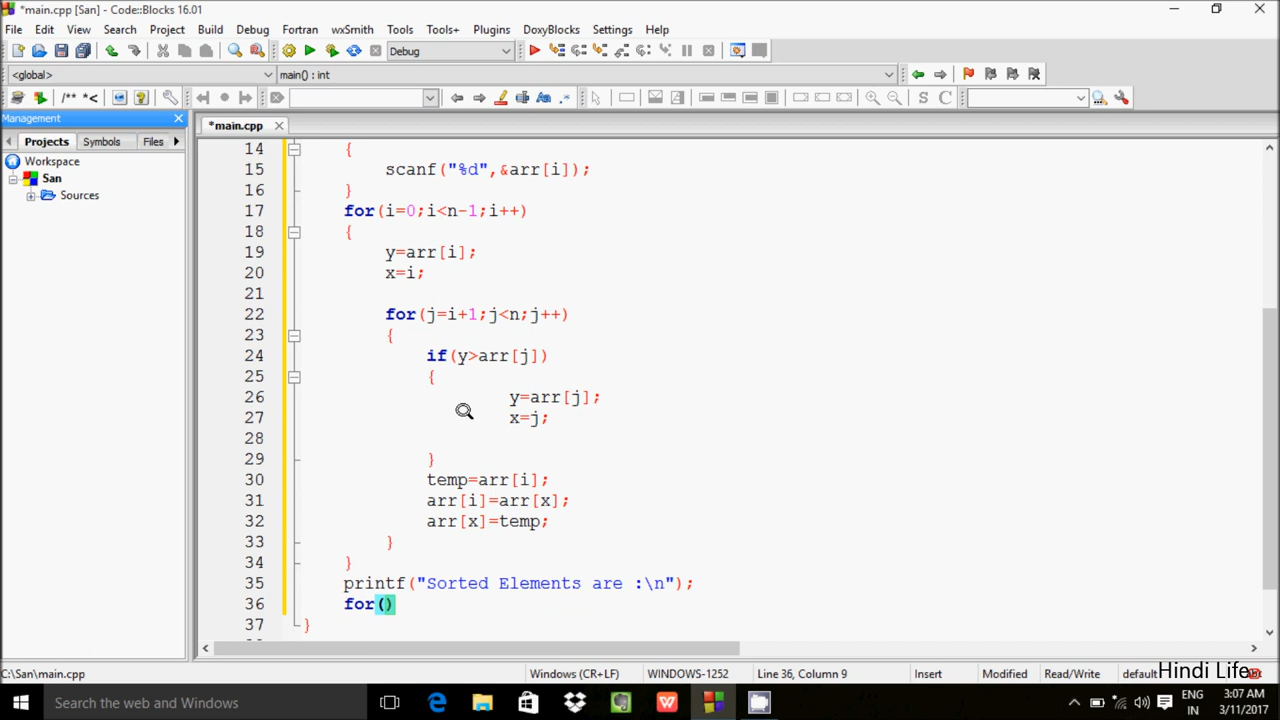 *main.cpp [San] - Code::Blocks 16.01
File Edit View Search Project Build Debug Fortran wxSmith Tools Tools+ Plugins DoxyBlocks Settings Help
Debug
<global> main() : int
/** *<
Aa .*
S C
Management
*main.cpp
Projects Symbols Files
Workspace
San
Sources
14 {
15 scanf("%d",&arr[i]);
16 }
17 for(i=0;i<n-1;i++)
18 {
19 y=arr[i];
20 x=i;
21
22 for(j=i+1;j<n;j++)
23 {
24 if(y>arr[j])
25 {
26 y=arr[j];
27 x=j;
28
29 }
30 temp=arr[i];
31 arr[i]=arr[x];
32 arr[x]=temp;
33 }
34 }
35 printf("Sorted Elements are :\n");
36 for()
37 }
C:\San\main.cpp Windows (CR+LF) WINDOWS-1252 Line 36, Column 9 Insert Modified Read/Write default
Hindi Life
Search the web and Windows
ENG
IN
3:07 AM
3/11/2017